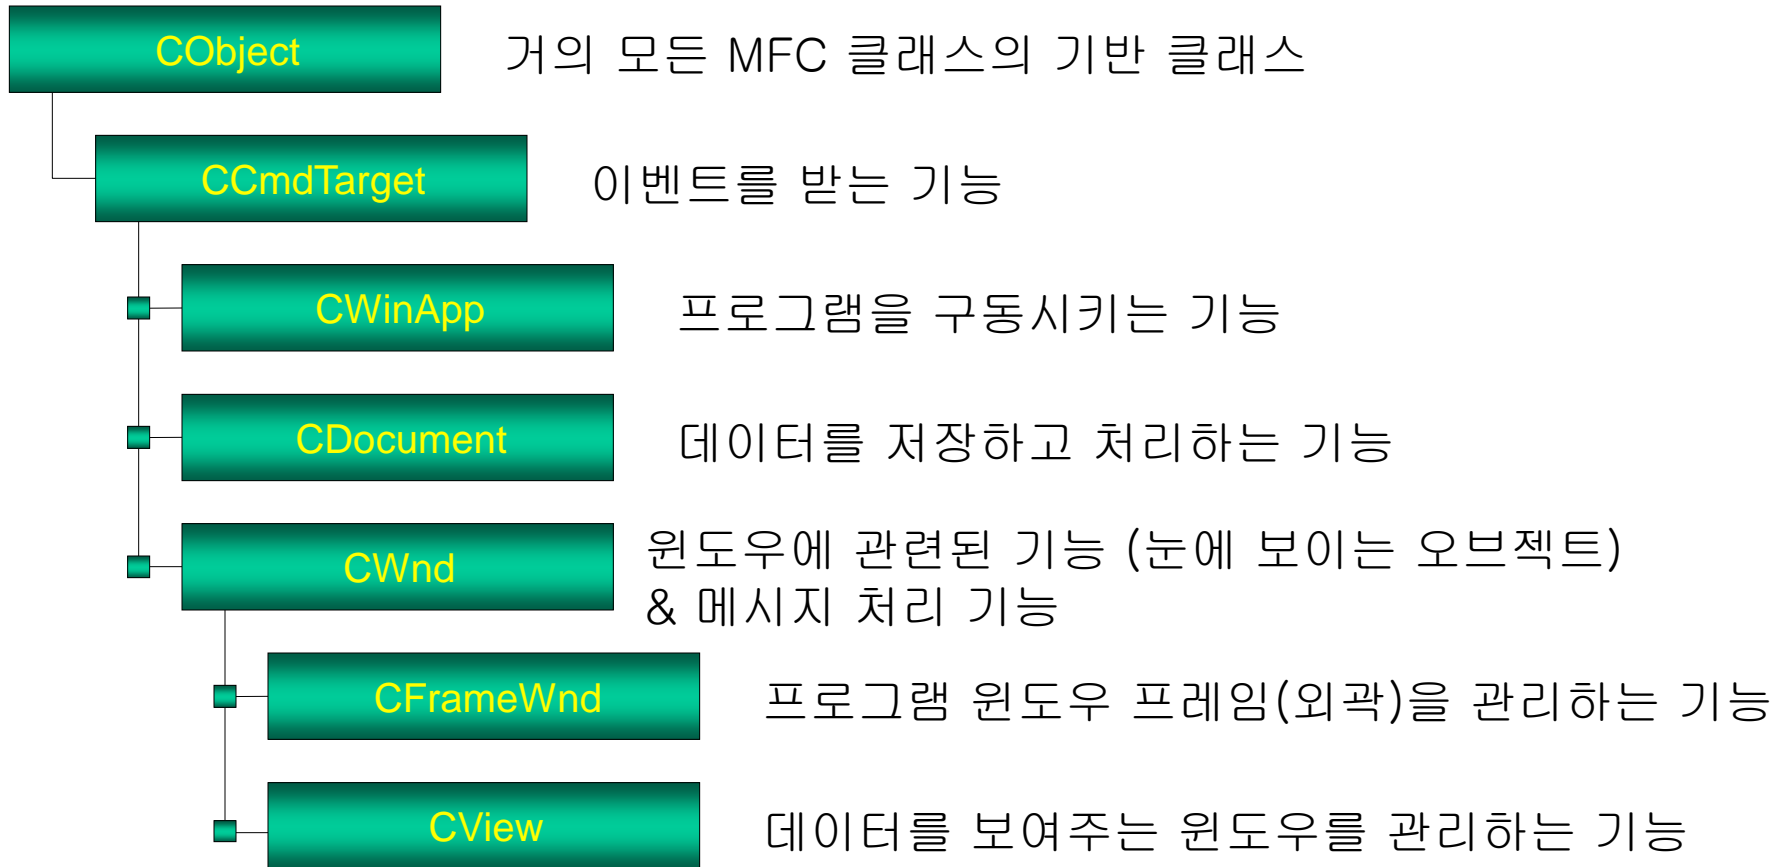 CObject 거의 모든 MFC 클래스의 기반 클래스
CCmdTarget 이벤트를 받는 기능
CWinApp 프로그램을 구동시키는 기능
CDocument 데이터를 저장하고 처리하는 기능
CWnd 윈도우에 관련된 기능 (눈에 보이는 오브젝트)
& 메시지 처리 기능
CFrameWnd 프로그램 윈도우 프레임(외곽)을 관리하는 기능
CView 데이터를 보여주는 윈도우를 관리하는 기능